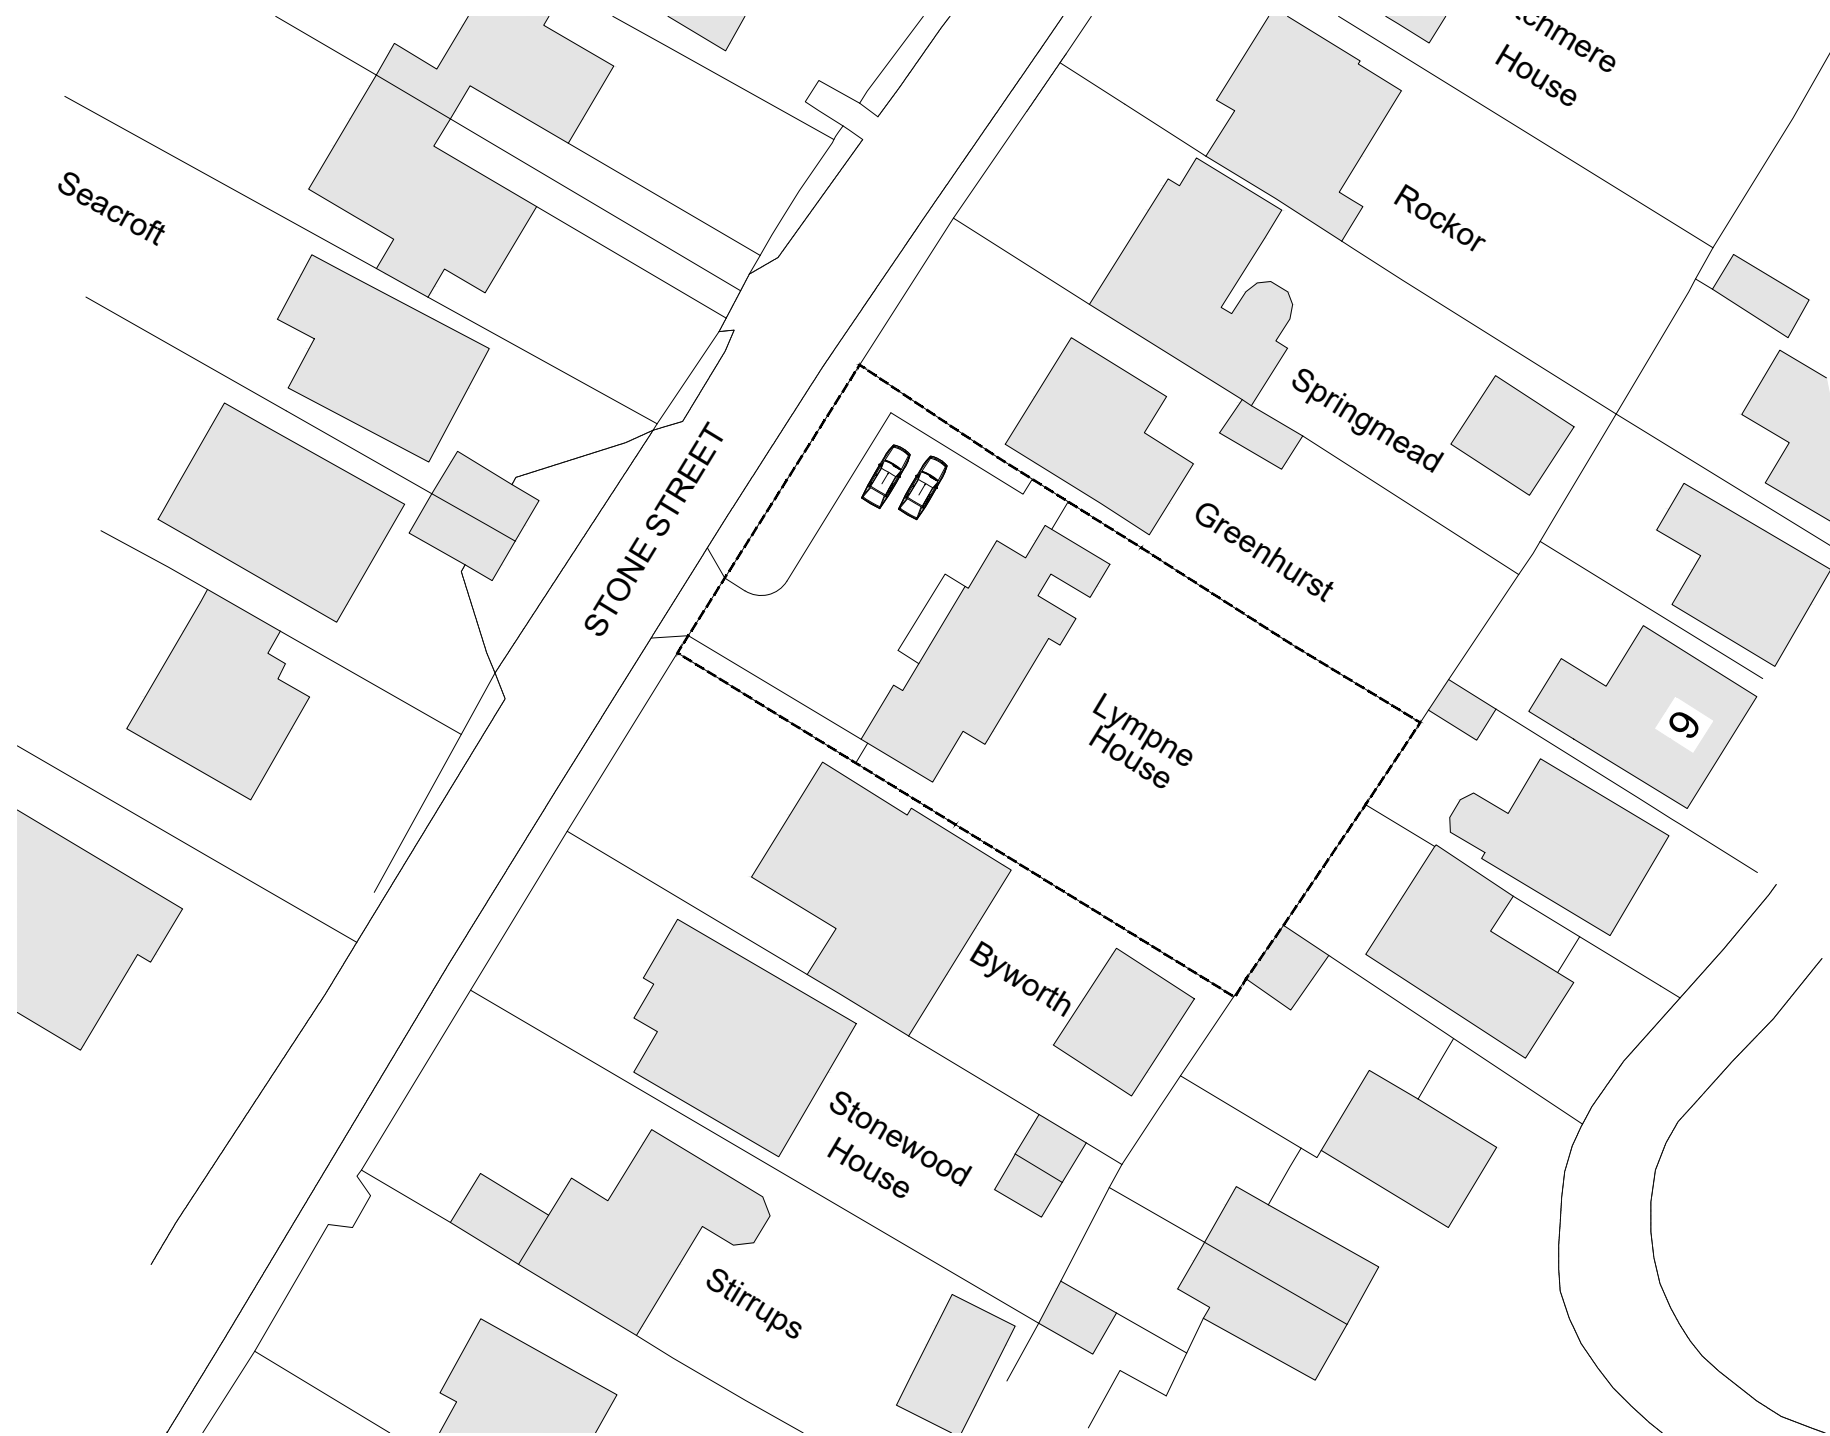 House
Seacroft
Rockor
Springmead
STONE STREET
Greenhurst
Lympne
House
9
Byworth
Stonewood
House
Stirrups